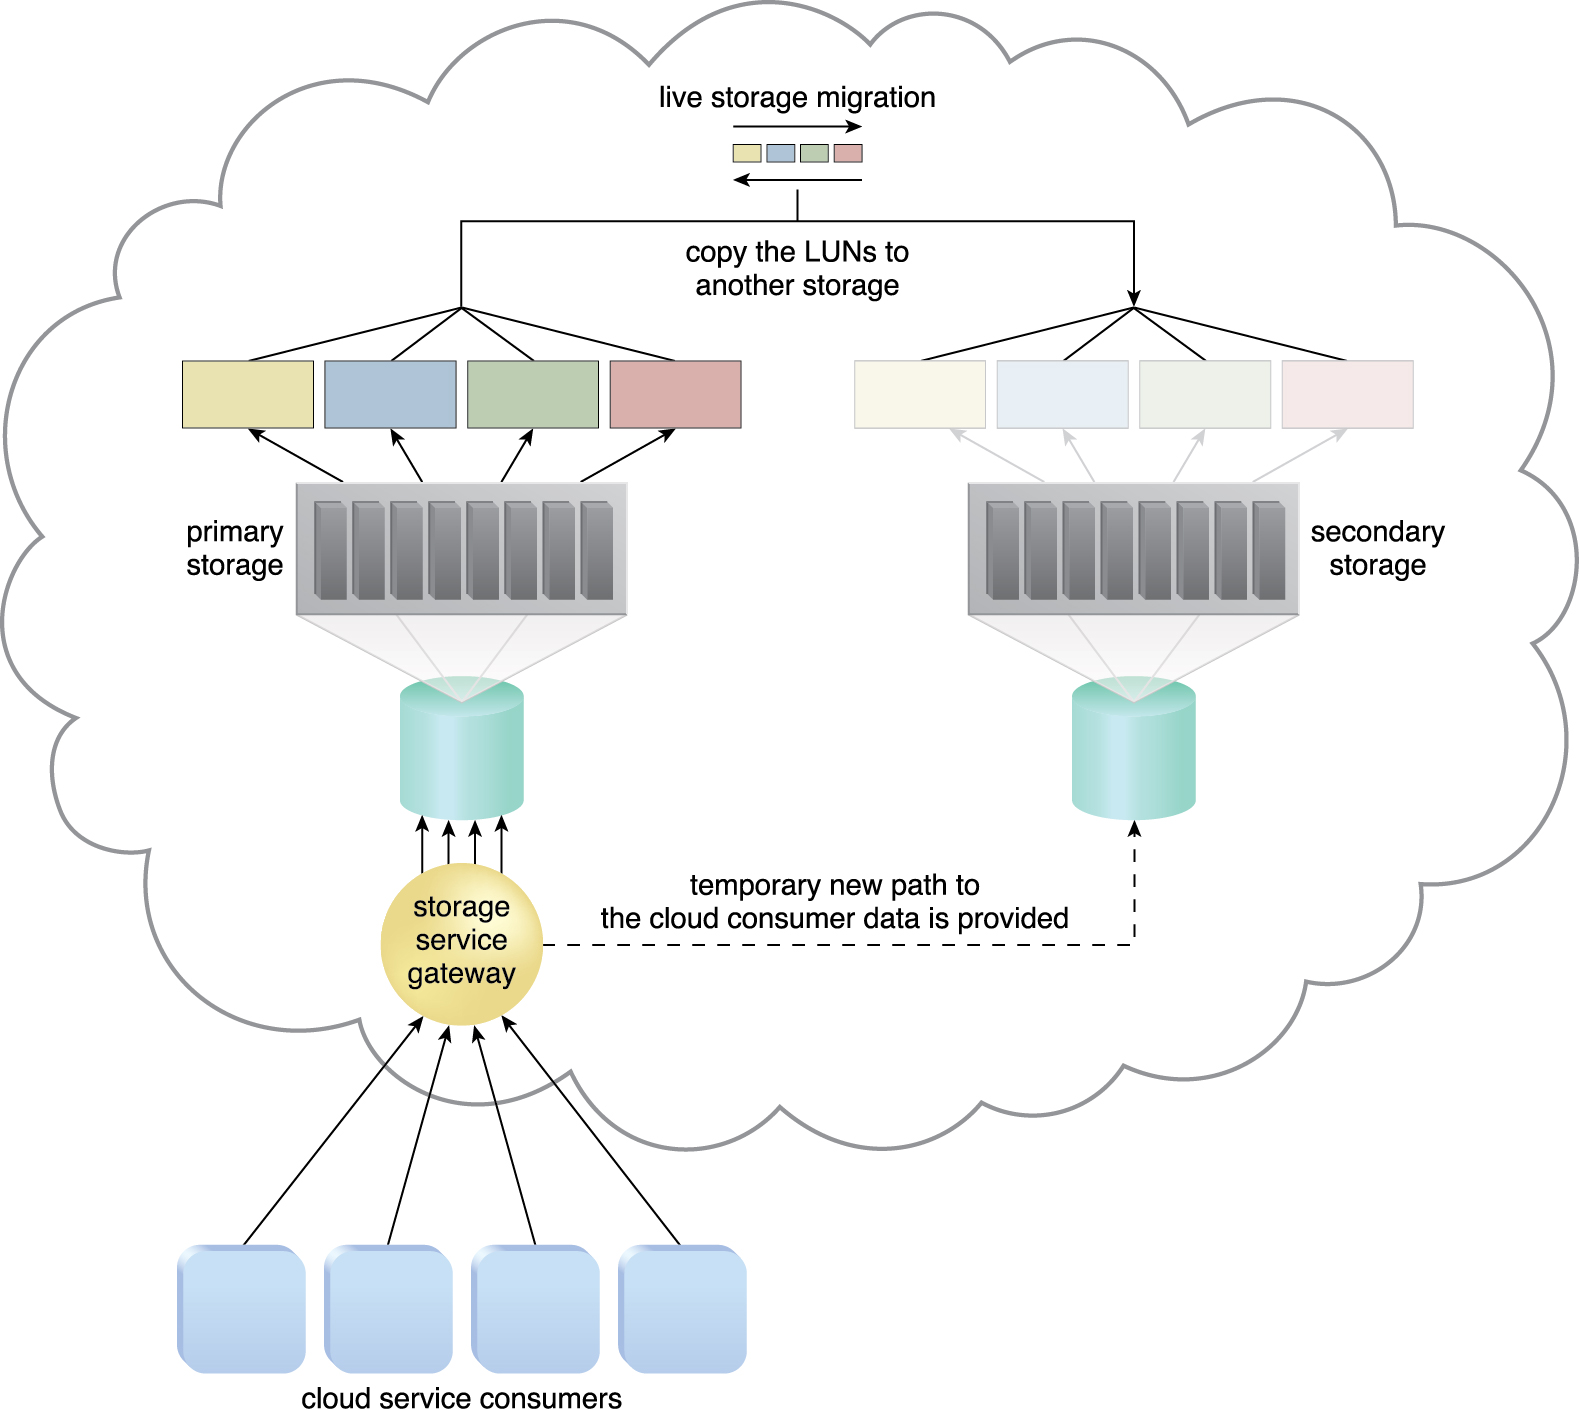 live storage migration
copy the LUNs to
another storage
primary
storage
secondary
storage
storage
service
gateway
temporary new path to
the cloud consumer data is provided
cloud service consumers